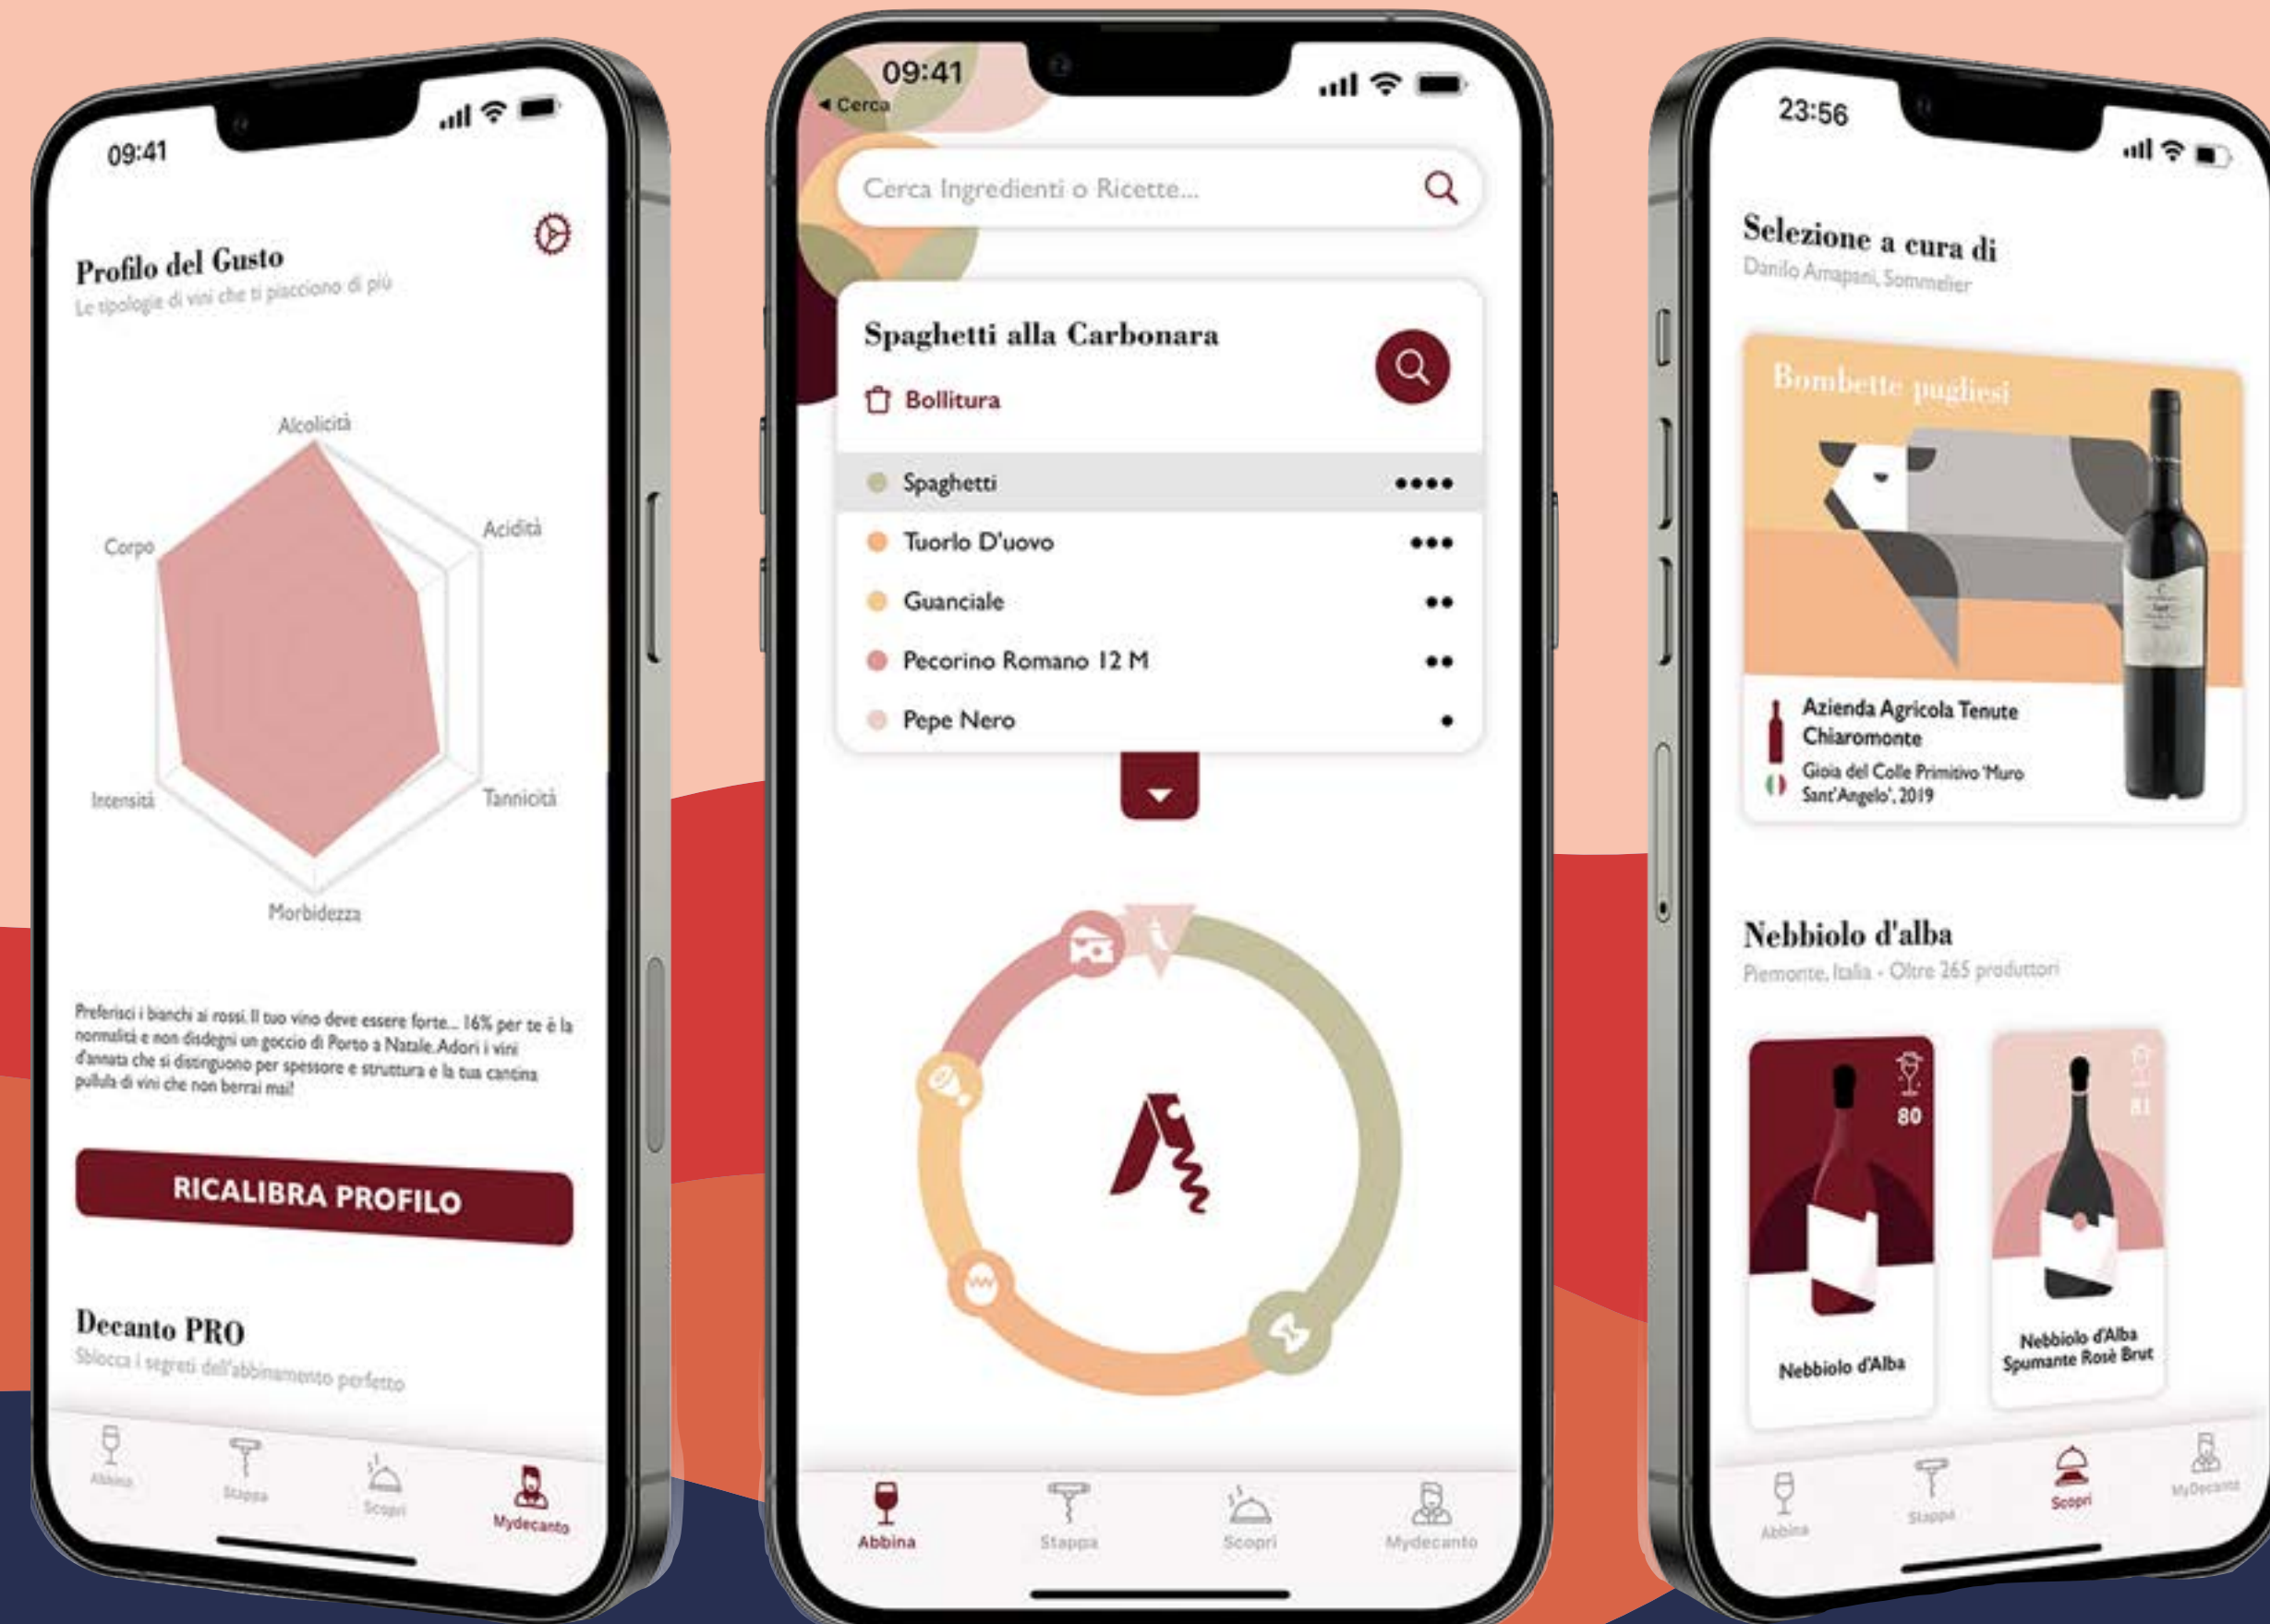 09:41
Profilo del Gusto
Le tipologie di vini che ti piacciono di più
Alcolicità
Acidità
Corpo
Intensità
Tannicità
Morbidezza
Preferisci i bianchi ai rossi. Il tuo vino deve essere forte... 16% per te è la
normalità e non disdegni un goccio di Porto a Natale. Adori i vini
d'annata che si distinguono per spessore e struttura e la tua cantina
pullula di vini che non berrai mai!
RICALIBRA PROFILO
Decanto PRO
Sblocca i segreti dell'abbinamento perfetto
Abbina
Stappa
Scopri
Mydecanto
09:41
Cerca
Cerca Ingredienti o Ricette...
Spaghetti alla Carbonara
Bollitura
Spaghetti
Tuorlo D'uovo
Guanciale
Pecorino Romano 12 M
Pepe Nero
Abbina
Stappa
Scopri
Mydecanto
23:56
Selezione a cura di
Danilo Amapani, Sommelier
Bombette pugliesi
Azienda Agricola Tenute
Chiaromonte
Gioia del Colle Primitivo 'Muro
Sant'Angelo', 2019
Nebbiolo d'alba
Piemonte, Italia - Oltre 265 produttori
80
81
Nebbiolo d'Alba
Nebbiolo d'Alba
Spumante Rosè Brut
Abbina
Stappa
Scopri
MyDecanto